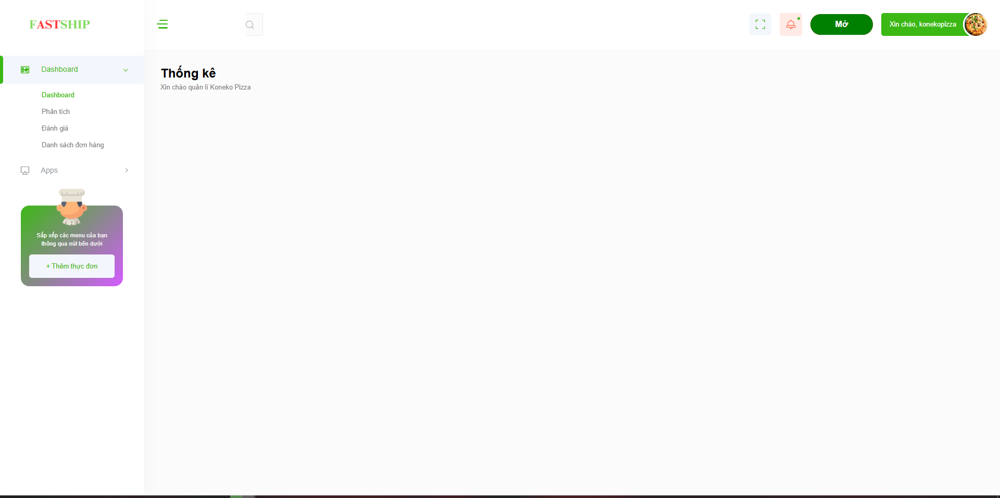 FASTSHIP
Mở
Xin chào, konekopizza
Dashboard
Dashboard
Phân tích
Đánh giá
Danh sách đơn hàng
Apps
Sắp xếp các menu của bạn
thông qua nút bên dưới
+ Thêm thực đơn
Thống kê
Xin chào quản lí Koneko Pizza